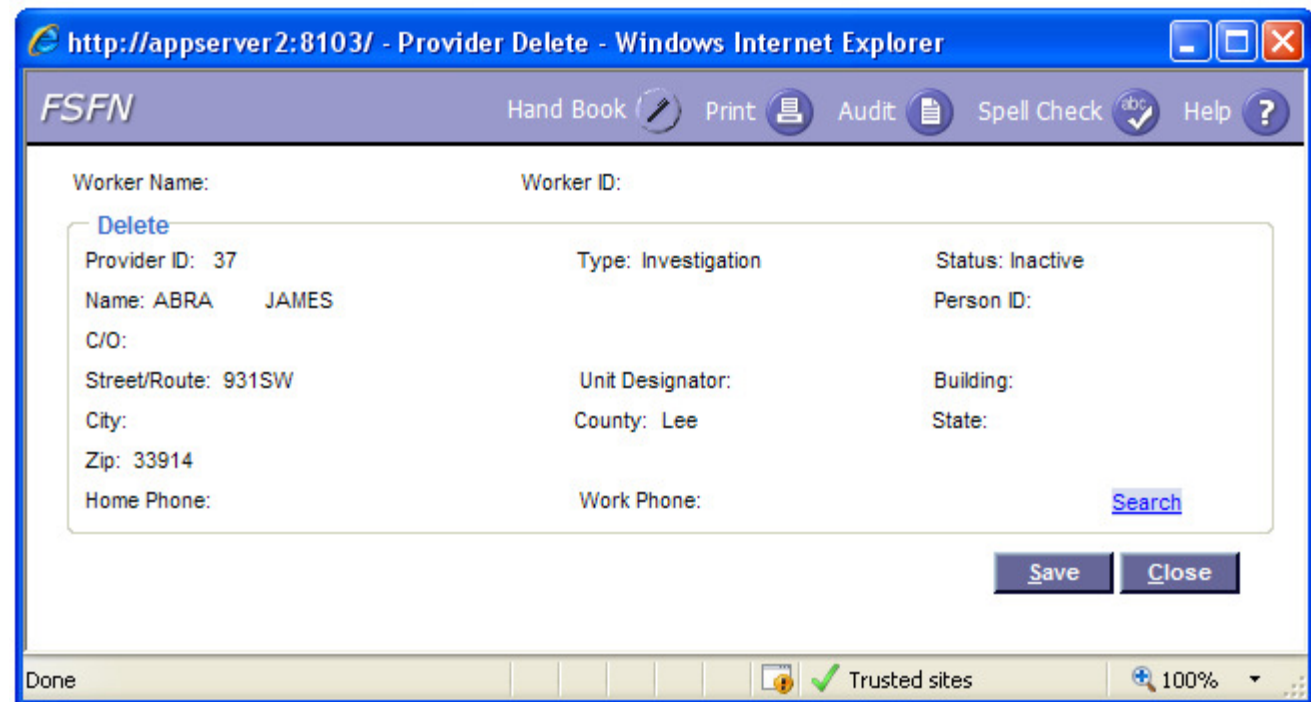 http://appserver2:8103/ - Provider Delete - Windows Internet Explorer
FSFN Hand Book Print Audit Spell Check abc Help ?
Worker Name: Worker ID:
Delete
Provider ID: 37 Type: Investigation Status: Inactive
Name: ABRA JAMES Person ID:
C/O:
Street/Route: 931SW Unit Designator: Building:
City: County: Lee State:
Zip: 33914
Home Phone: Work Phone: Search
Save Close
Done Trusted sites 100%